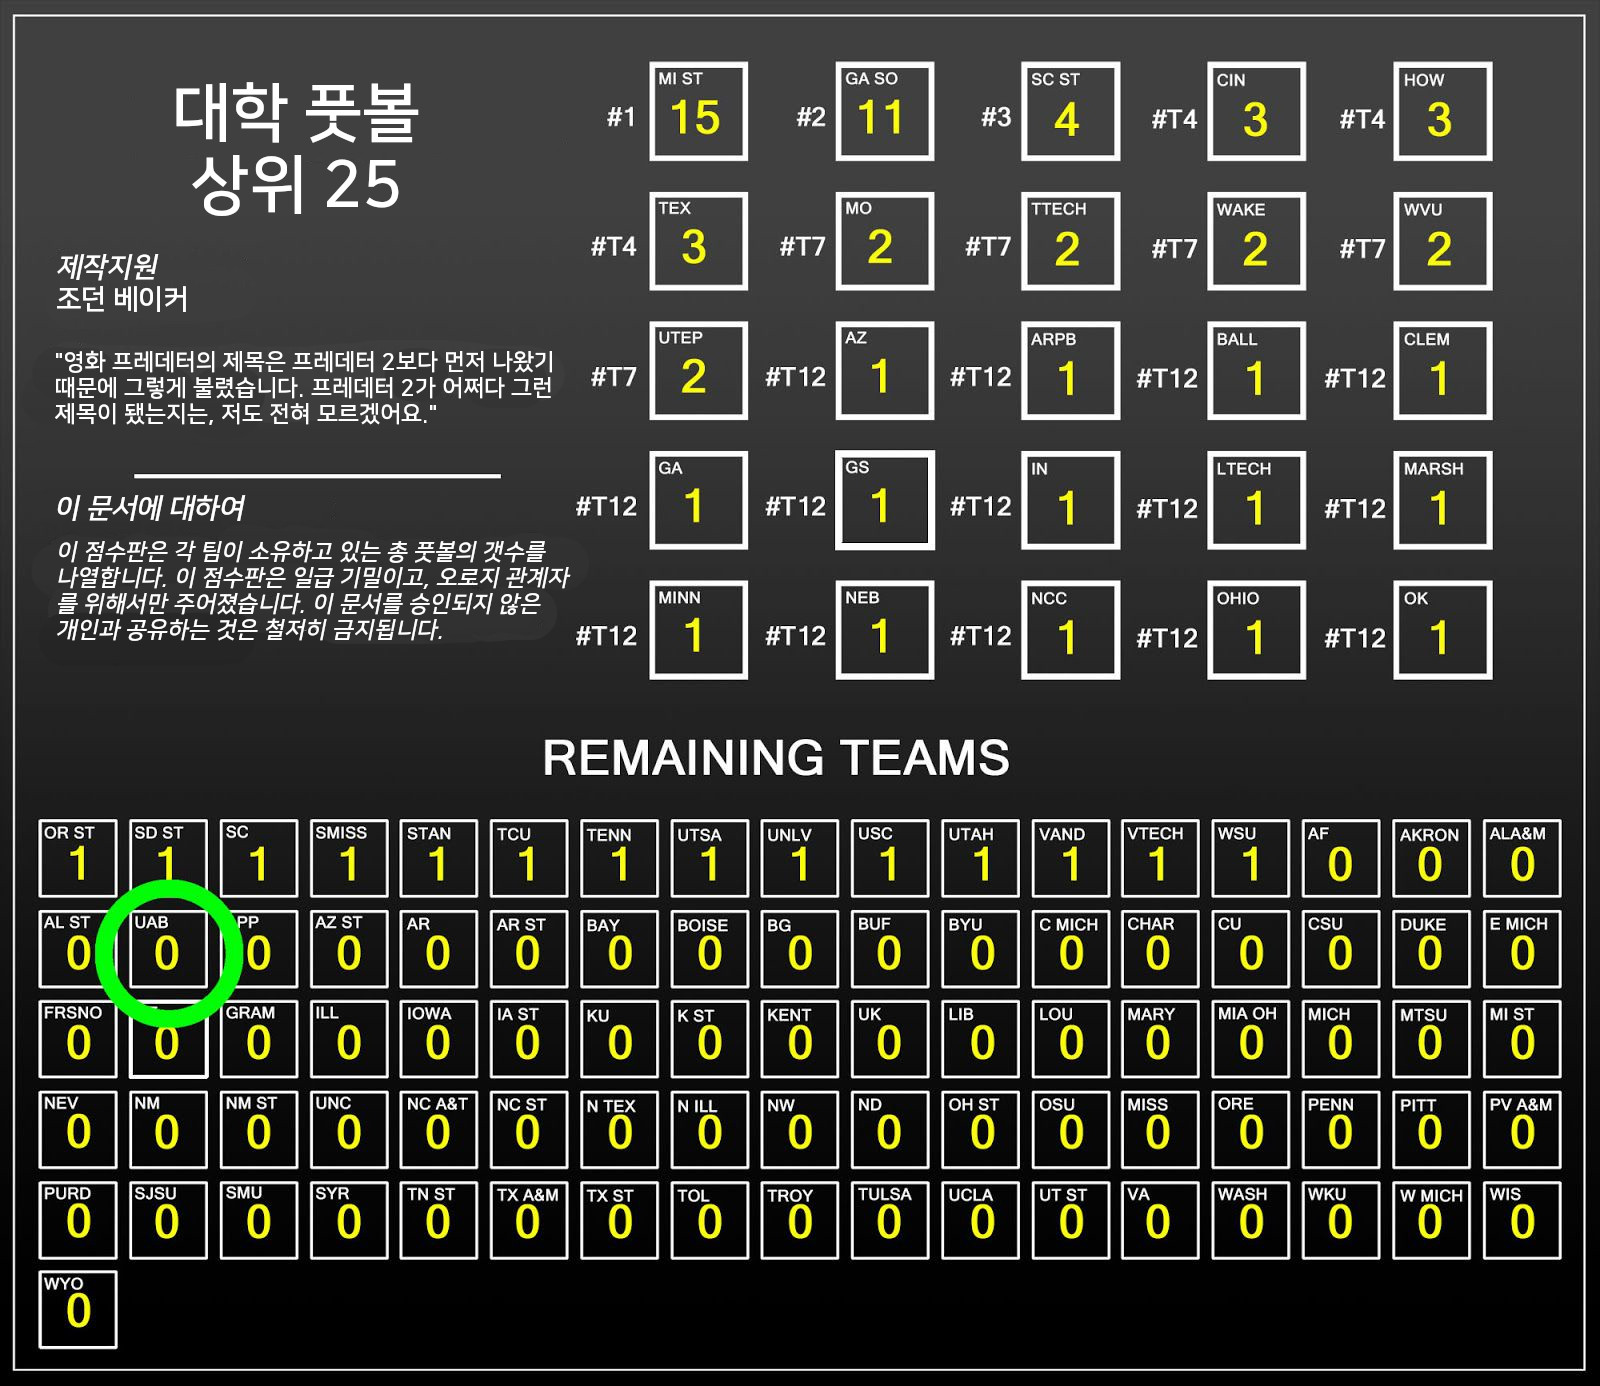 대학 풋볼
상위 25
제작지원
조던 베이커
"영화 프레데터의 제목은 프레데터 2보다 먼저 나왔기
때문에 그렇게 불렸습니다. 프레데터 2가 어쩌다 그런
제목이 됐는지는, 저도 전혀 모르겠어요."
이 문서에 대하여
이 점수판은 각 팀이 소유하고 있는 총 풋볼의 갯수를
나열합니다. 이 점수판은 일급 기밀이고, 오로지 관계자
를 위해서만 주어졌습니다. 이 문서를 승인되지 않은
개인과 공유하는 것은 철저히 금지됩니다.
MI ST GA SO SC ST CIN HOW
#1 15 #2 11 #3 4 #T4 3 #T4 3
TEX MO TTECH WAKE WVU
#T4 3 #T7 2 #T7 2 #T7 2 #T7 2
UTEP AZ ARPB BALL CLEM
#T7 2 #T12 1 #T12 1 #T12 1 #T12 1
GA GS IN LTECH MARSH
#T12 1 #T12 1 #T12 1 #T12 1 #T12 1
MINN NEB NCC OHIO OK
#T12 1 #T12 1 #T12 1 #T12 1 #T12 1
REMAINING TEAMS
OR ST SD ST SC SMISS STAN TCU TENN UTSA UNLV USC UTAH VAND VTECH WSU AF AKRON ALA&M
1 1 1 1 1 1 1 1 1 1 1 1 1 1 0 0 0
AL ST UAB PP AZ ST AR AR ST BAY BOISE BG BUF BYU C MICH CHAR CU CSU DUKE E MICH
0 0 0 0 0 0 0 0 0 0 0 0 0 0 0 0 0
FRSNO GRAM ILL IOWA IA ST KU K ST KENT UK LIB LOU MARY MIA OH MICH MTSU MI ST
0 0 0 0 0 0 0 0 0 0 0 0 0 0 0 0 0
NEV NM NM ST UNC NC A&T NC ST N TEX N ILL NW ND OH ST OSU MISS ORE PENN PITT PV A&M
0 0 0 0 0 0 0 0 0 0 0 0 0 0 0 0 0
PURD SJSU SMU SYR TN ST TX A&M TX ST TOL TROY TULSA UCLA UT ST VA WASH WKU W MICH WIS
0 0 0 0 0 0 0 0 0 0 0 0 0 0 0 0 0
WYO
0